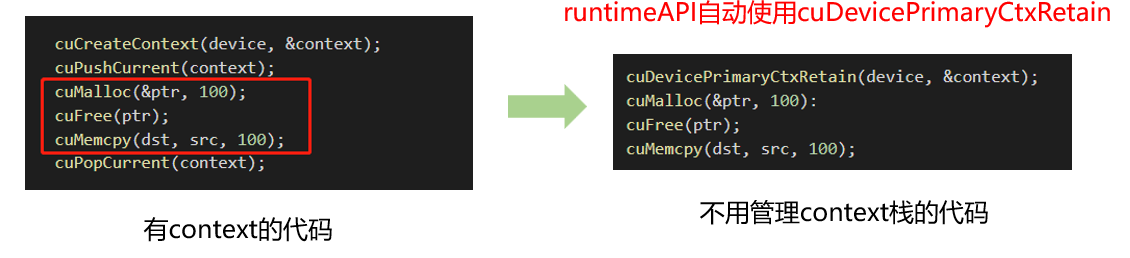 runtimeAPI自动使用cuDevicePrimaryCtxRetain
cuCreateContext(device, &context);
cuPushCurrent(context);
cuMalloc(&ptr, 100);
cuFree(ptr);
cuMemcpy(dst, src, 100);
cuPopCurrent(context);
有context的代码
cuDevicePrimaryCtxRetain(device, &context);
cuMalloc(&ptr, 100):
cuFree(ptr);
cuMemcpy(dst, src, 100);
不用管理context栈的代码